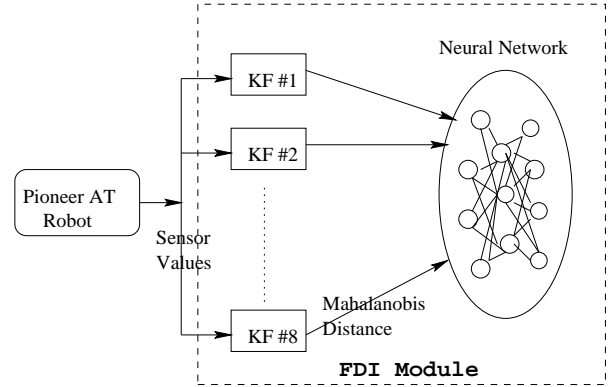 Neural Network
KF #1
KF #2
Pioneer AT
Robot
Sensor
Values
KF #8
Mahalanobis
Distance
FDI Module